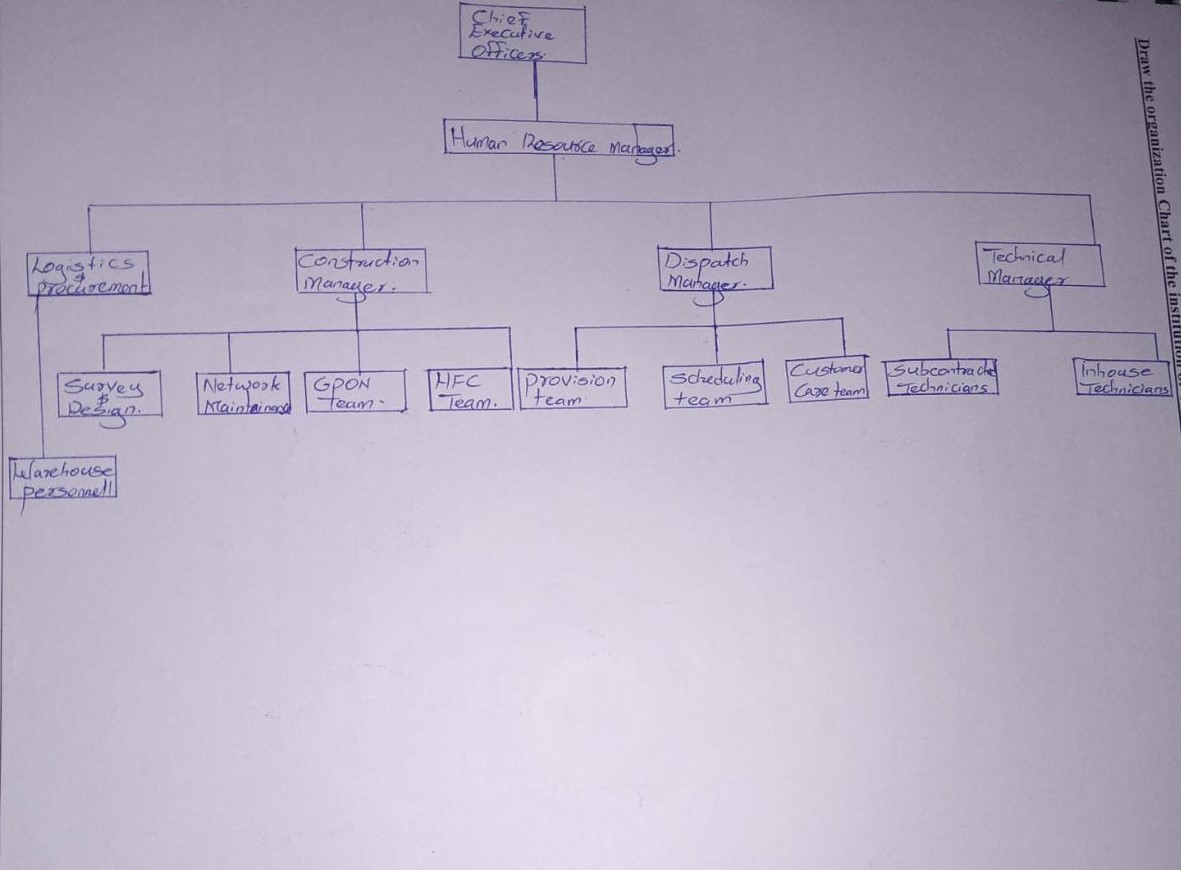 Chief
Executive
Officers
Human Resource Manager.
Logistics
&
procurement
Construction
Manager.
Dispatch
Manager.
Technical
Manager
Survey
&
Design.
Network
Maintainance
GPON
Team.
HFC
Team.
provision
team
Scheduling
team
Customer
Care team
Subcontracted
Technicians
Inhouse
Technicians
Warehouse
personnell
Draw the organization Chart of the institution